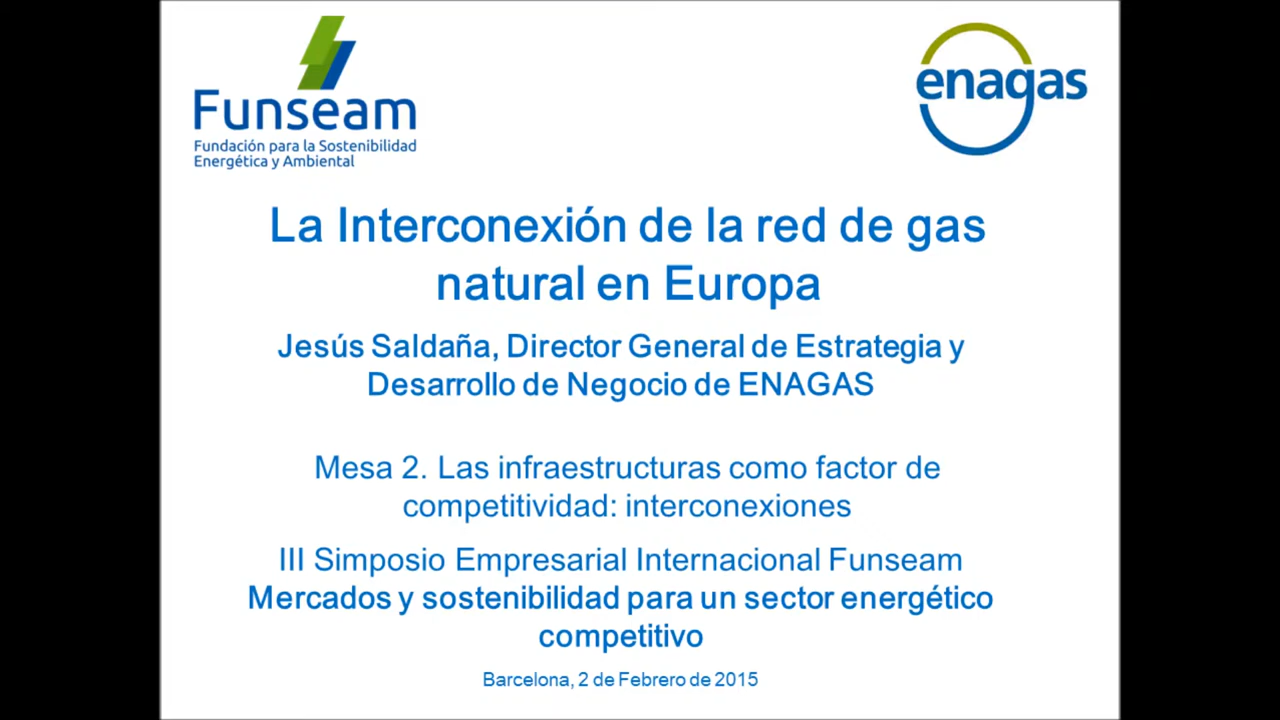 Funseam
Fundación para la Sostenibilidad
Energética y Ambiental
enagas
La Interconexión de la red de gas
natural en Europa
Jesús Saldaña, Director General de Estrategia y
Desarrollo de Negocio de ENAGAS
Mesa 2. Las infraestructuras como factor de
competitividad: interconexiones
III Simposio Empresarial Internacional Funseam
Mercados y sostenibilidad para un sector energético
competitivo
Barcelona, 2 de Febrero de 2015